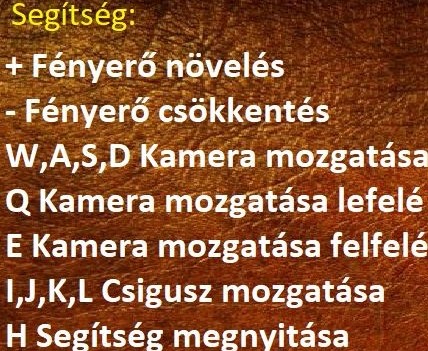 Segítség:
+ Fényerő növelés
- Fényerő csökkentés
W,A,S,D Kamera mozgatása
Q Kamera mozgatása lefelé
E Kamera mozgatása felfelé
I,J,K,L Csigusz mozgatása
H Segítség megnyitása